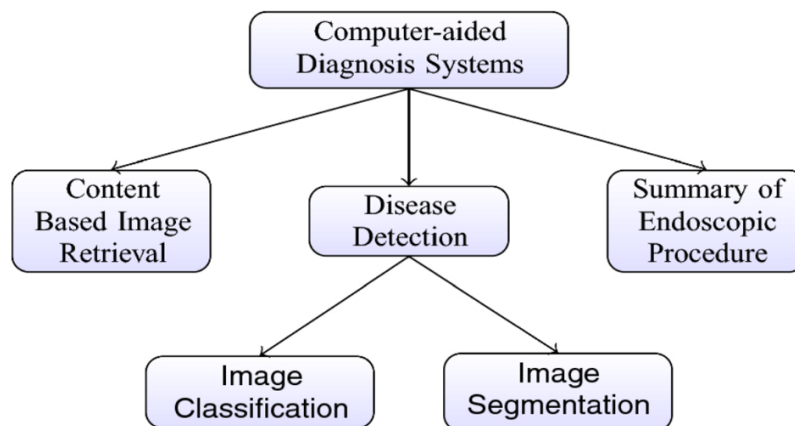 Computer-aided
Diagnosis Systems
Content
Based Image
Retrieval
Disease
Detection
Summary of
Endoscopic
Procedure
Image
Classification
Image
Segmentation